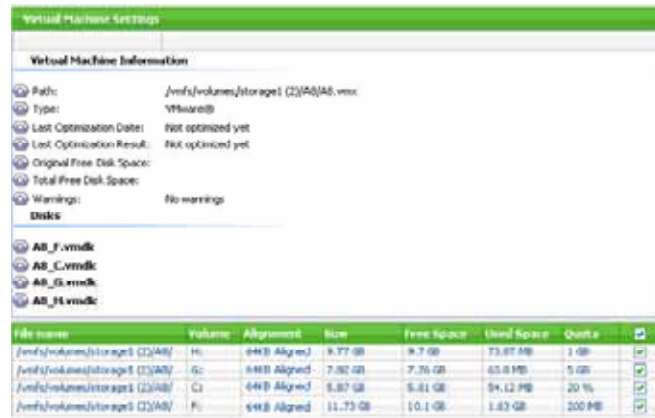 Virtual Machine Settings
Virtual Machine Information
Path: /vmfs/volumes/storage1 (2)/A8/A8.vmx
Type: VMware®
Last Optimization Date: Not optimized yet
Last Optimization Result: Not optimized yet
Original Free Disk Space:
Total Free Disk Space:
Warnings: No warnings
Disks
A8_F.vmdk
A8_C.vmdk
A8_G.vmdk
A8_H.vmdk
File name Volume Alignment Size Free Space Used Space Quota
/vmfs/volumes/storage1 (2)/A8/ H: 64KB Aligned 9.77 GB 9.7 GB 73.87 MB 1 GB
/vmfs/volumes/storage1 (2)/A8/ G: 64KB Aligned 7.82 GB 7.76 GB 63.8 MB 5 GB
/vmfs/volumes/storage1 (2)/A8/ C: 64KB Aligned 5.81 GB 54.12 MB 20 %
/vmfs/volumes/storage1 (2)/A8/ F: 64KB Aligned 11.73 GB 10.1 GB 1.63 GB 200 MB